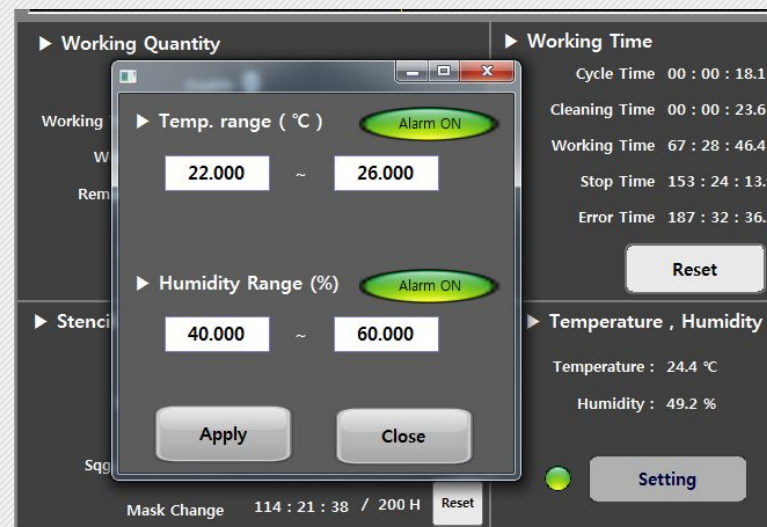 ▶ Working Quantity
Working
W
Rem
▶ Temp. range ( ℃ )
Alarm ON
22.000 ~ 26.000
▶ Humidity Range (%)
Alarm ON
40.000 ~ 60.000
Apply
Close
▶ Stenci
Sqg
Mask Change 114 : 21 : 38 / 200 H Reset
▶ Working Time
Cycle Time 00 : 00 : 18.1
Cleaning Time 00 : 00 : 23.6
Working Time 67 : 28 : 46.4
Stop Time 153 : 24 : 13.
Error Time 187 : 32 : 36.
Reset
▶ Temperature , Humidity
Temperature : 24.4 ℃
Humidity : 49.2 %
Setting